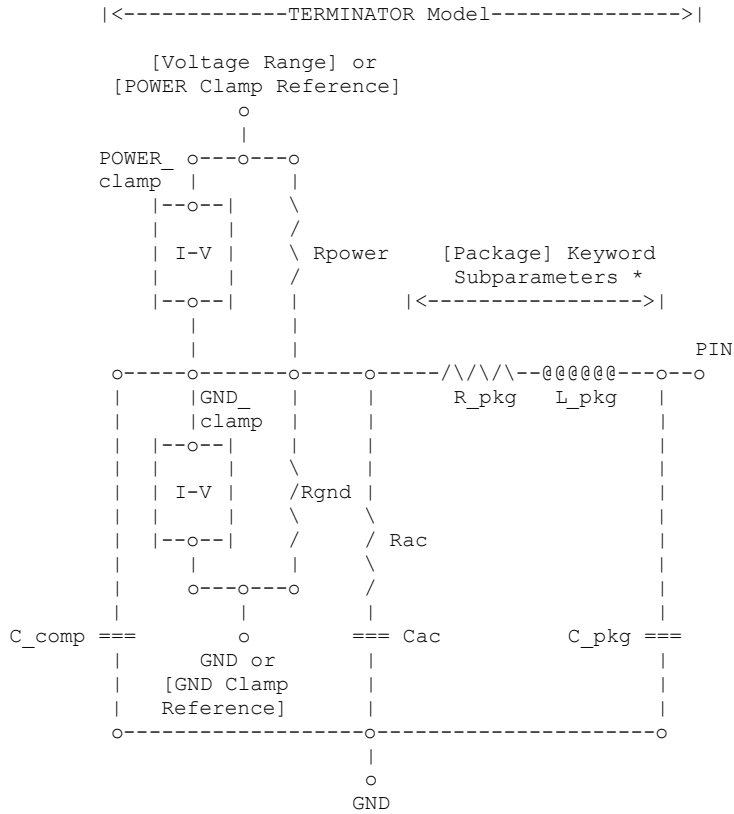 |<-------------TERMINATOR Model--------------->|
[Voltage Range] or
[POWER Clamp Reference]
POWER_
clamp
I-V
Rpower
[Package] Keyword
Subparameters *
|<----------------->|
PIN
GND_
clamp
R_pkg L_pkg
I-V
Rgnd
Rac
C_comp
Cac
C_pkg
GND or
[GND Clamp
Reference]
GND